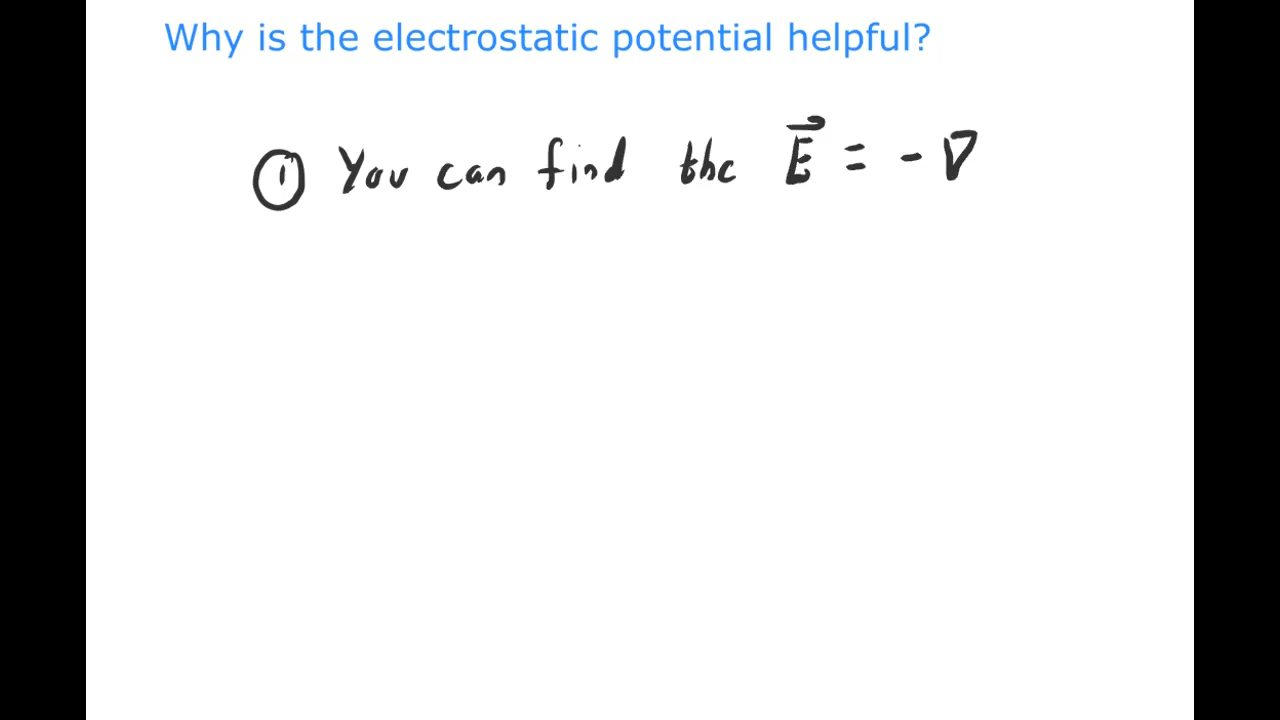 Why is the electrostatic potential helpful?
① You can find the E⃗ = - ∇